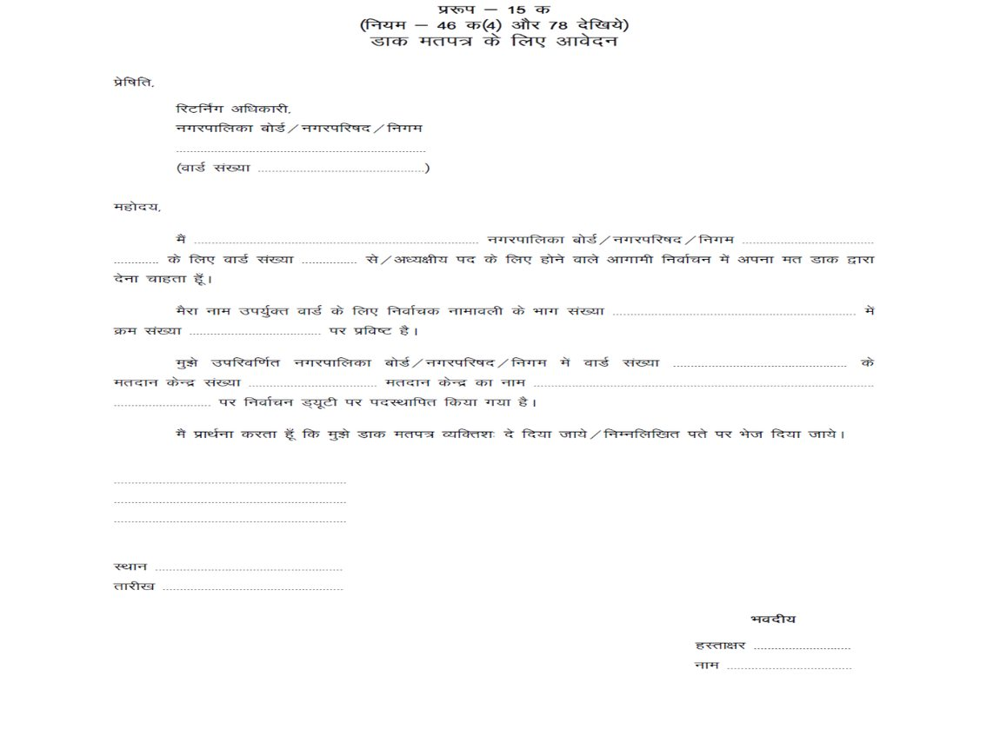 प्ररूप – 15 क
(नियम – 46 क(4) और 78 देखिये)
डाक मतपत्र के लिए आवेदन
प्रेषिति,
रिटर्निंग अधिकारी,
नगरपालिका बोर्ड/नगरपरिषद/निगम
..............................................................
(वार्ड संख्या ................................................)
महोदय,
मैं ................................................................................ नगरपालिका बोर्ड/नगरपरिषद/निगम .....................................
............. के लिए वार्ड संख्या ................ से/अध्यक्षीय पद के लिए होने वाले आगामी निर्वाचन में अपना मत डाक द्वारा
देना चाहता हूँ।
मैरा नाम उपर्युक्त वार्ड के लिए निर्वाचक नामावली के भाग संख्या ...................................................................... में
क्रम संख्या ...................................... पर प्रविष्ट है।
मुझे उपरिवर्णित नगरपालिका बोर्ड/नगरपरिषद/निगम में वार्ड संख्या .................................................. के
मतदान केन्द्र संख्या ..................................... मतदान केन्द्र का नाम ..................................................................................................
............................ पर निर्वाचन ड्यूटी पर पदस्थापित किया गया है।
मैं प्रार्थना करता हूँ कि मुझे डाक मतपत्र व्यक्तिशः दे दिया जाये/निम्नलिखित पते पर भेज दिया जाये।
...................................................................
...................................................................
...................................................................
स्थान ......................................................
तारीख ....................................................
भवदीय
हस्ताक्षर ............................
नाम ....................................